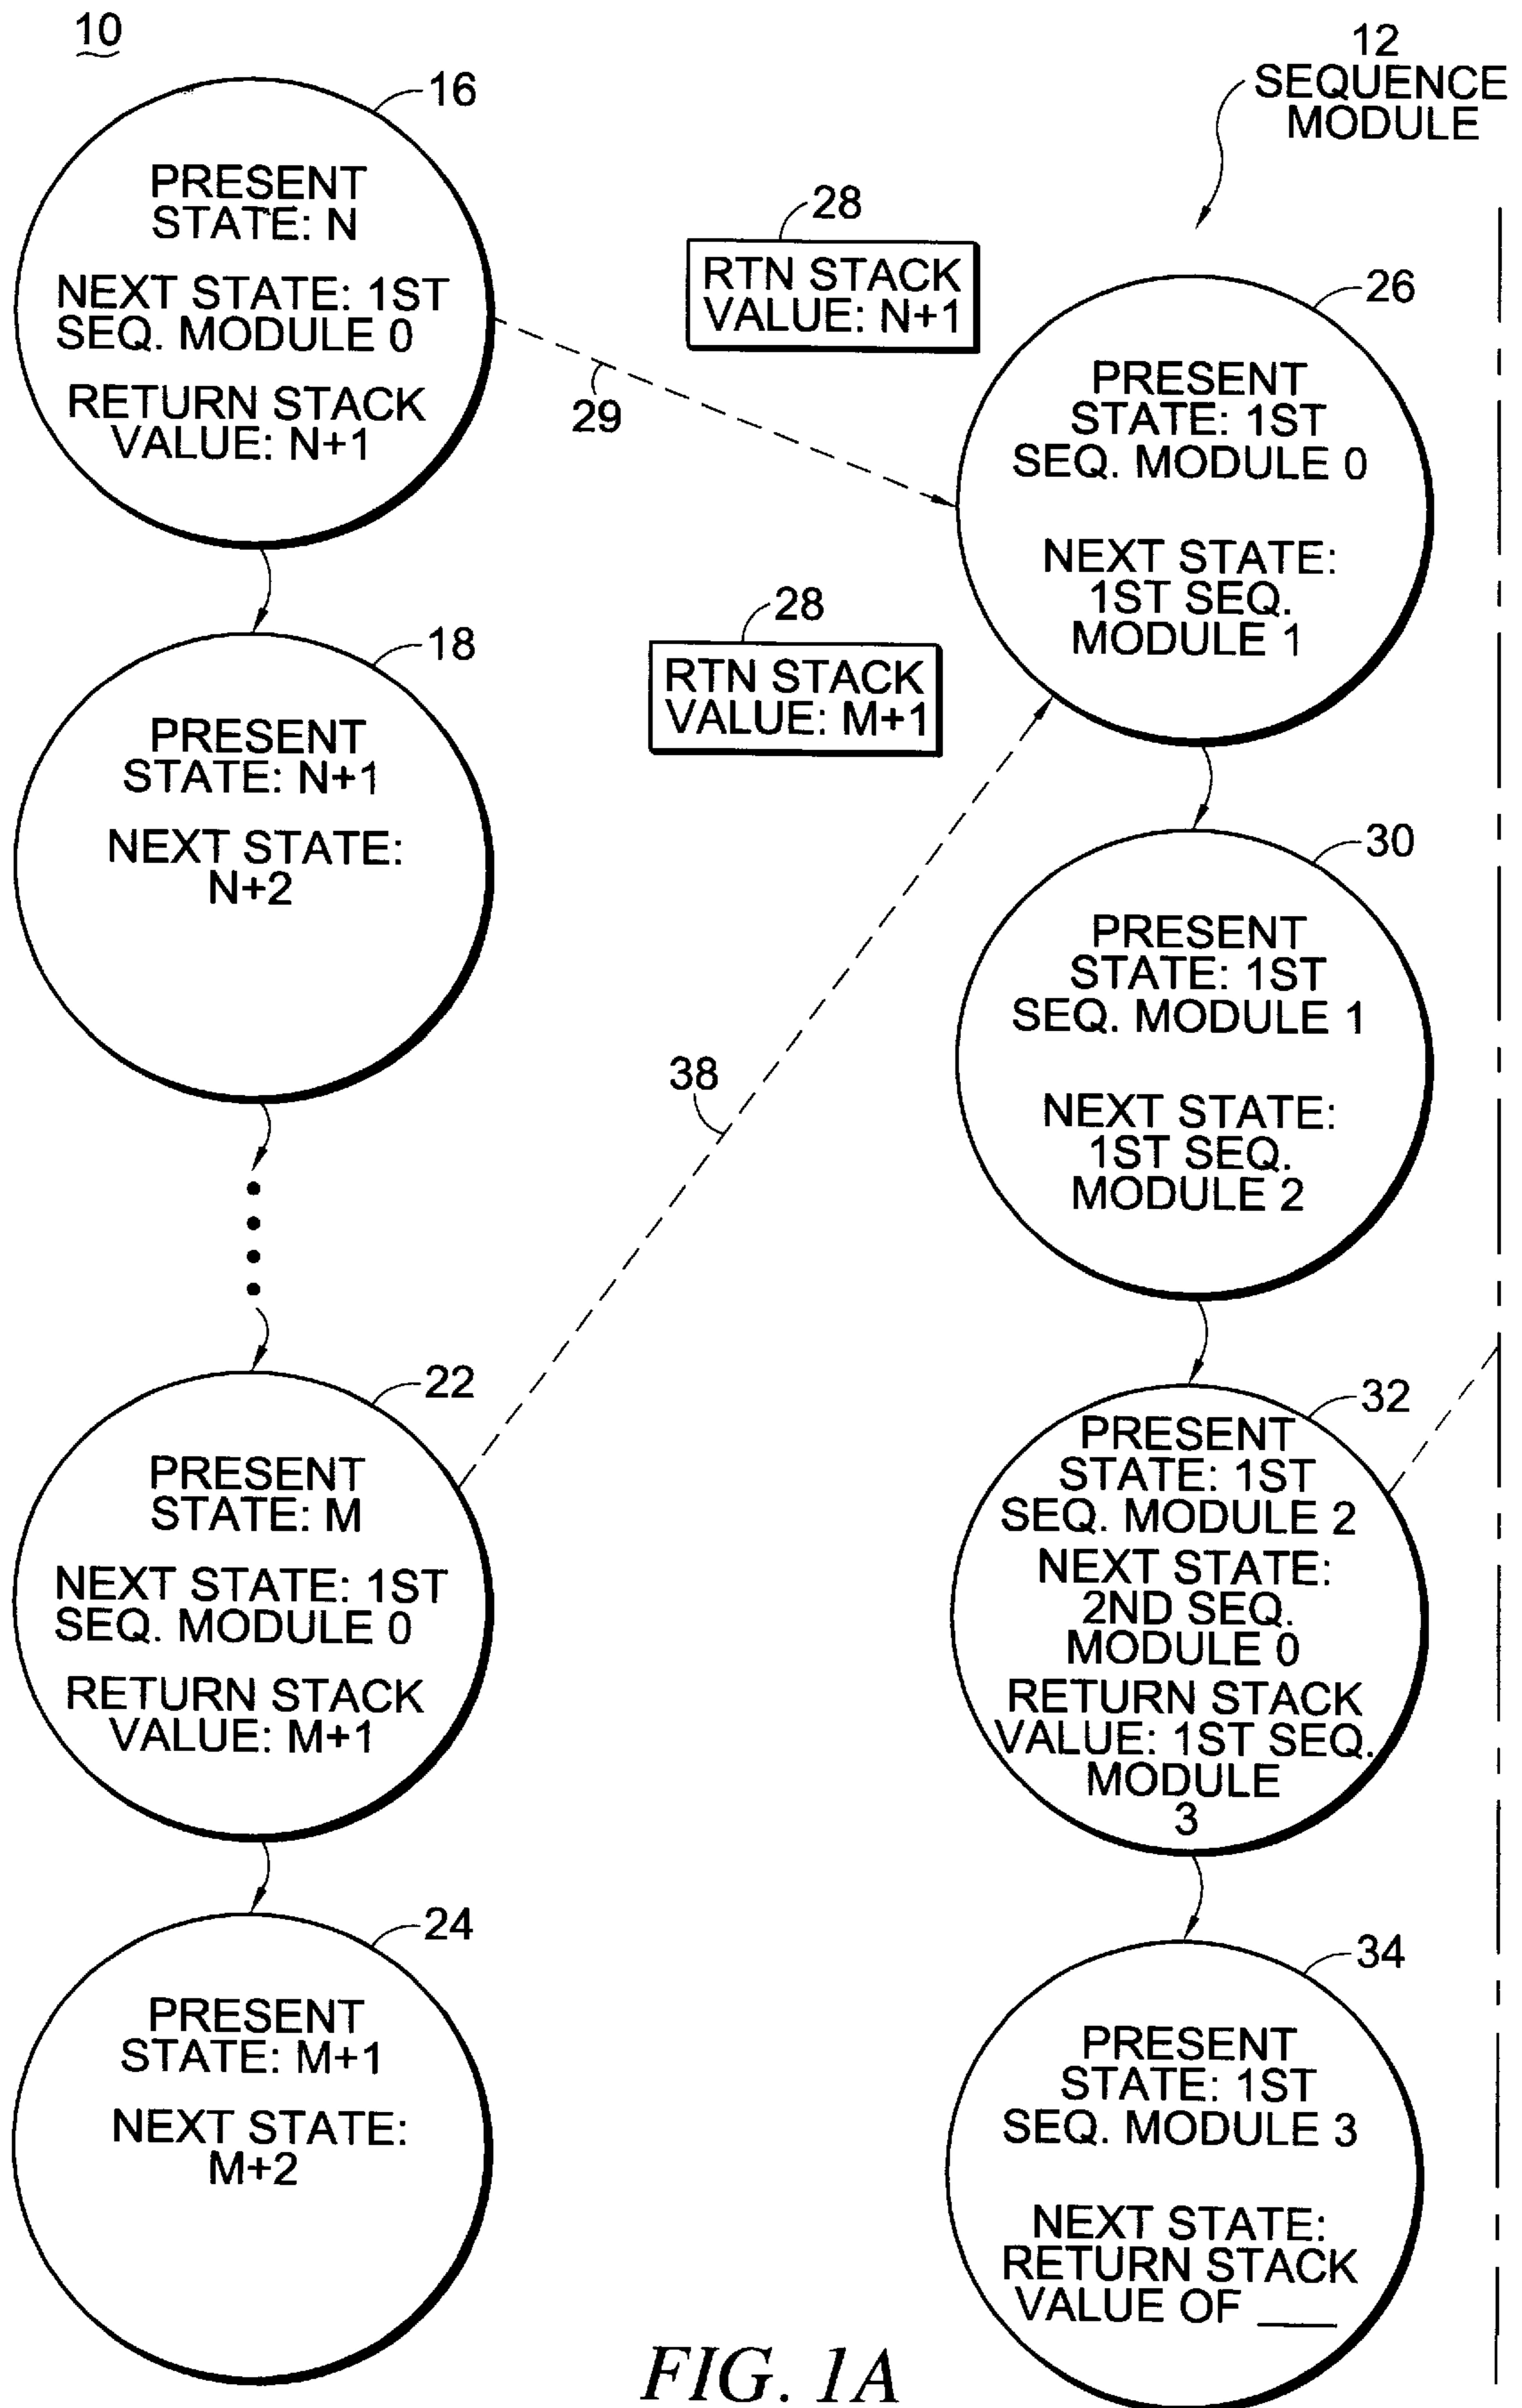 10
16
PRESENT
STATE: N
NEXT STATE: 1ST
SEQ. MODULE 0
RETURN STACK
VALUE: N+1
18
PRESENT
STATE: N+1
NEXT STATE:
N+2
22
PRESENT
STATE: M
NEXT STATE: 1ST
SEQ. MODULE 0
RETURN STACK
VALUE: M+1
24
PRESENT
STATE: M+1
NEXT STATE:
M+2
28
RTN STACK
VALUE: N+1
29
28
RTN STACK
VALUE: M+1
38
12
SEQUENCE
MODULE
26
PRESENT
STATE: 1ST
SEQ. MODULE 0
NEXT STATE:
1ST SEQ.
MODULE 1
30
PRESENT
STATE: 1ST
SEQ. MODULE 1
NEXT STATE:
1ST SEQ.
MODULE 2
32
PRESENT
STATE: 1ST
SEQ. MODULE 2
NEXT STATE:
2ND SEQ.
MODULE 0
RETURN STACK
VALUE: 1ST SEQ.
MODULE
3
34
PRESENT
STATE: 1ST
SEQ. MODULE 3
NEXT STATE:
RETURN STACK
VALUE OF ____
FIG. 1A